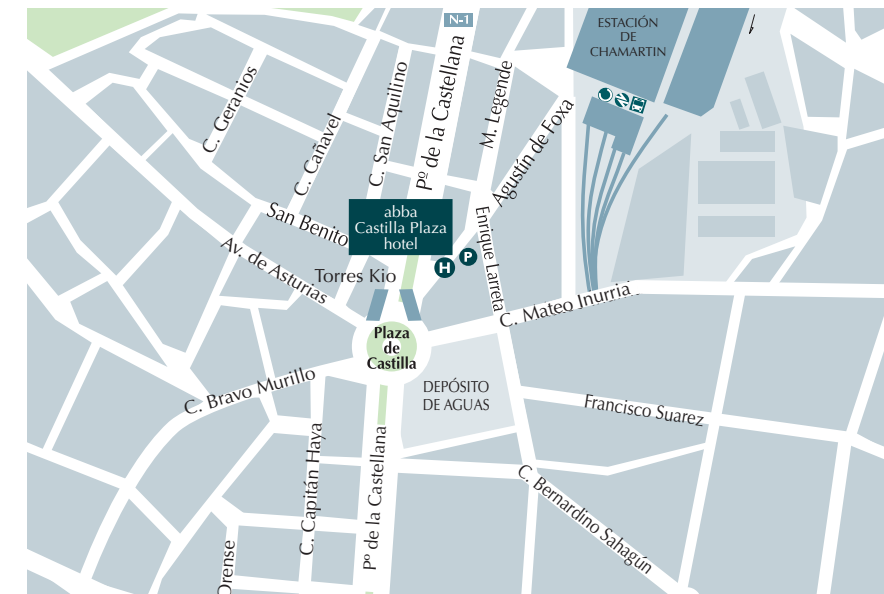 N-1
ESTACIÓN
DE
CHAMARTIN
Pº de la Castellana
M. Legende
C. San Aquilino
C. Geranios
C. Cañavel
Agustín de Foxa
San Benito
abba
Castilla Plaza
hotel
Enrique Larreta
H
P
Av. de Asturias
Torres Kio
C. Mateo Inurria
Plaza
de
Castilla
C. Bravo Murillo
DEPÓSITO
DE AGUAS
Francisco Suarez
C. Capitán Haya
Pº de la Castellana
C. Bernardino Sahagún
Orense